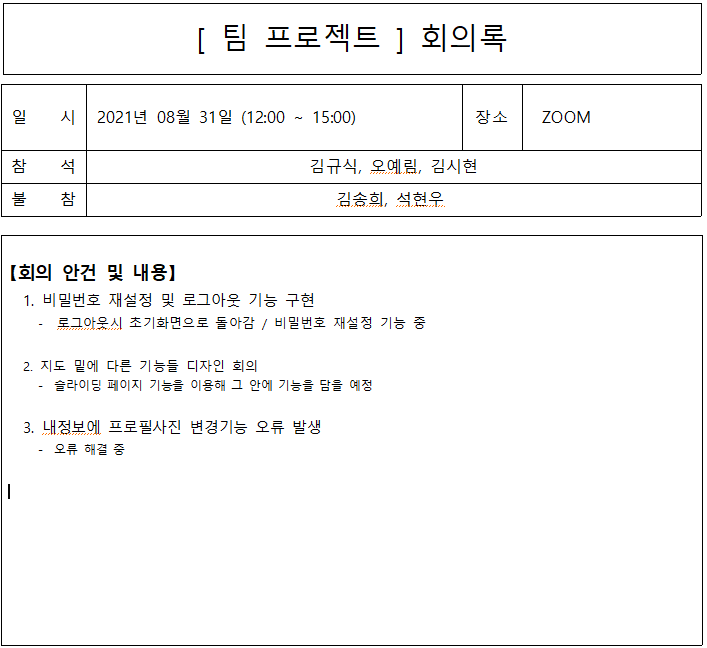 [ 팀 프로젝트 ] 회의록
일 시 2021년 08월 31일 (12:00 ~ 15:00) 장소 ZOOM
참 석 김규식, 오예림, 김시현
불 참 김송희, 석현우
【회의 안건 및 내용】
1. 비밀번호 재설정 및 로그아웃 기능 구현
- 로그아웃시 초기화면으로 돌아감 / 비밀번호 재설정 기능 중
2. 지도 밑에 다른 기능들 디자인 회의
- 슬라이딩 페이지 기능을 이용해 그 안에 기능을 담을 예정
3. 내정보에 프로필사진 변경기능 오류 발생
- 오류 해결 중